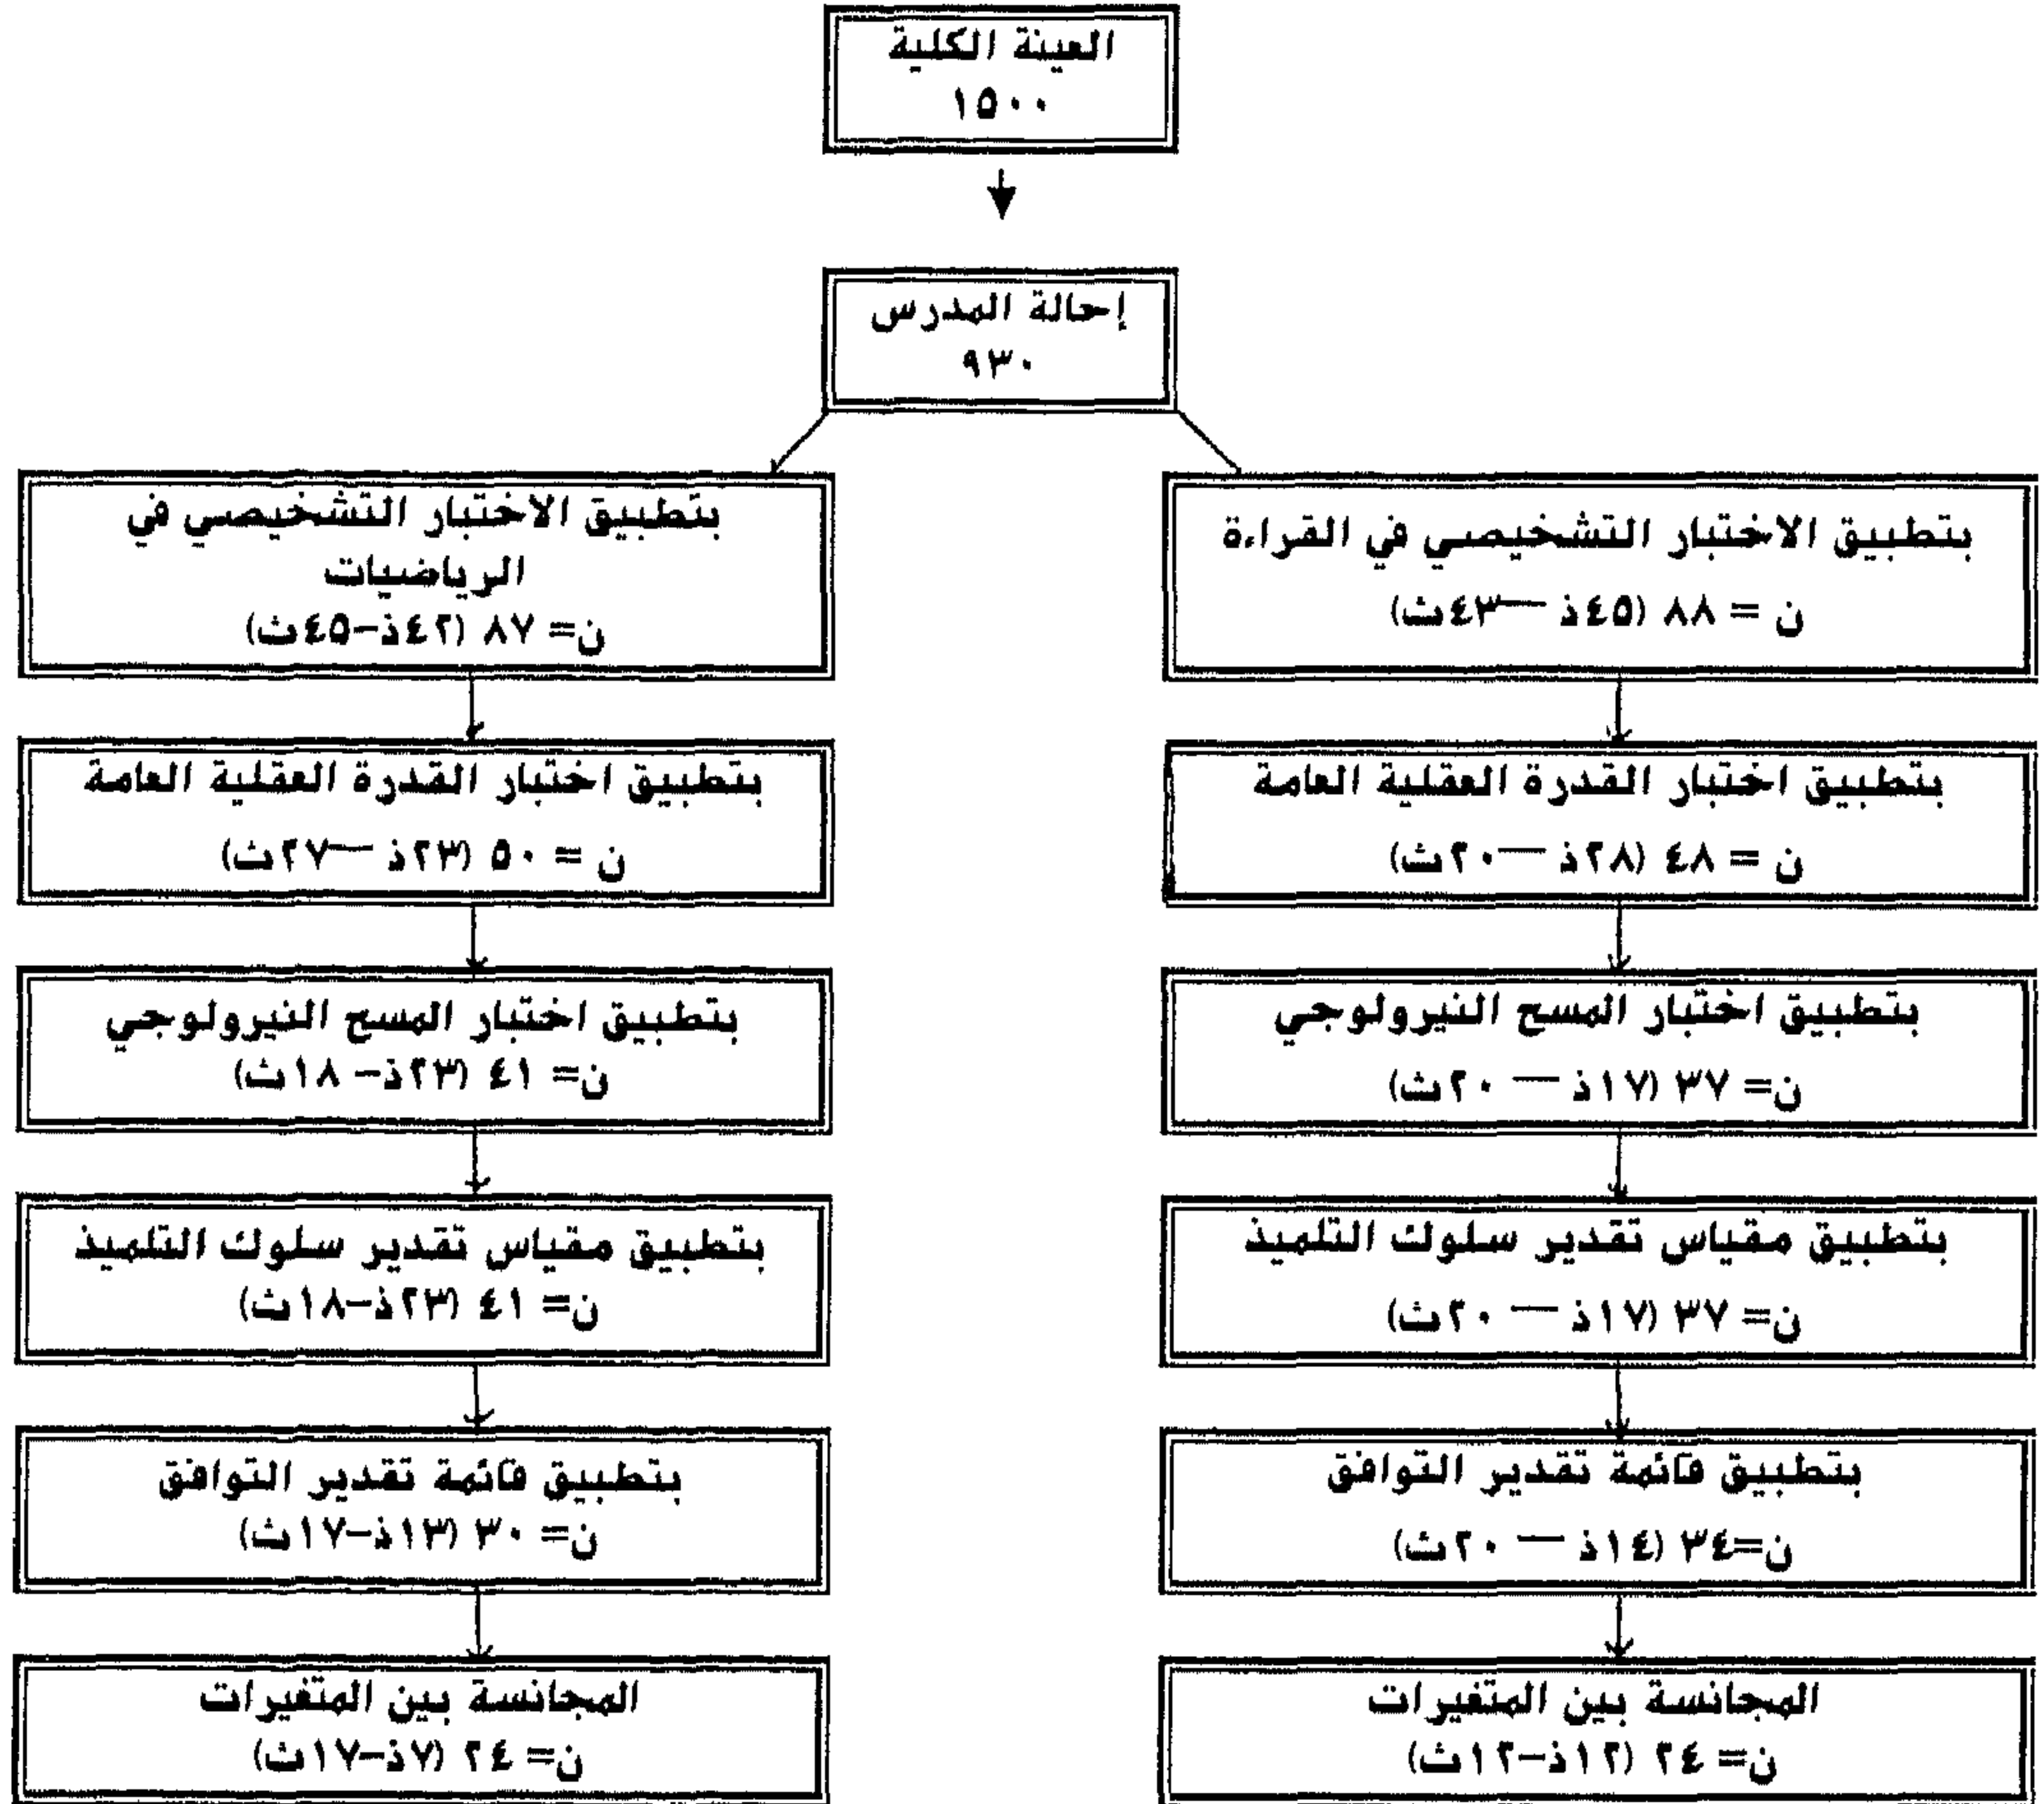 العينة الكلية
١٥٠٠
إحالة المدرس
٩٣٠
بتطبيق الاختبار التشخيصي في القراءة
ن = ٨٨ (٤٥ذ –٤٣ث)
بتطبيق اختبار القدرة العقلية العامة
ن = ٤٨ (٢٨ذ –٢٠ث)
بتطبيق اختبار المسح النيرولوجي
ن= ٣٧ (١٧ذ – ٢٠ث)
بتطبيق مقياس تقدير سلوك التلميذ
ن= ٣٧ (١٧ذ – ٢٠ث)
بتطبيق قائمة تقدير التوافق
ن=٣٤ (١٤ذ – ٢٠ث)
المجانسة بين المتغيرات
ن= ٢٤ (١٢ذ-١٢ث)
بتطبيق الاختبار التشخيصي في
الرياضيات
ن= ٨٧ (٤٢ذ-٤٥ث)
بتطبيق اختبار القدرة العقلية العامة
ن = ٥٠ (٢٣ذ –٢٧ث)
بتطبيق اختبار المسح النيرولوجي
ن= ٤١ (٢٣ذ- ١٨ث)
بتطبيق مقياس تقدير سلوك التلميذ
ن= ٤١ (٢٣ذ-١٨ث)
بتطبيق قائمة تقدير التوافق
ن= ٣٠ (١٣ذ-١٧ث)
المجانسة بين المتغيرات
ن= ٢٤ (٧ذ-١٧ث)